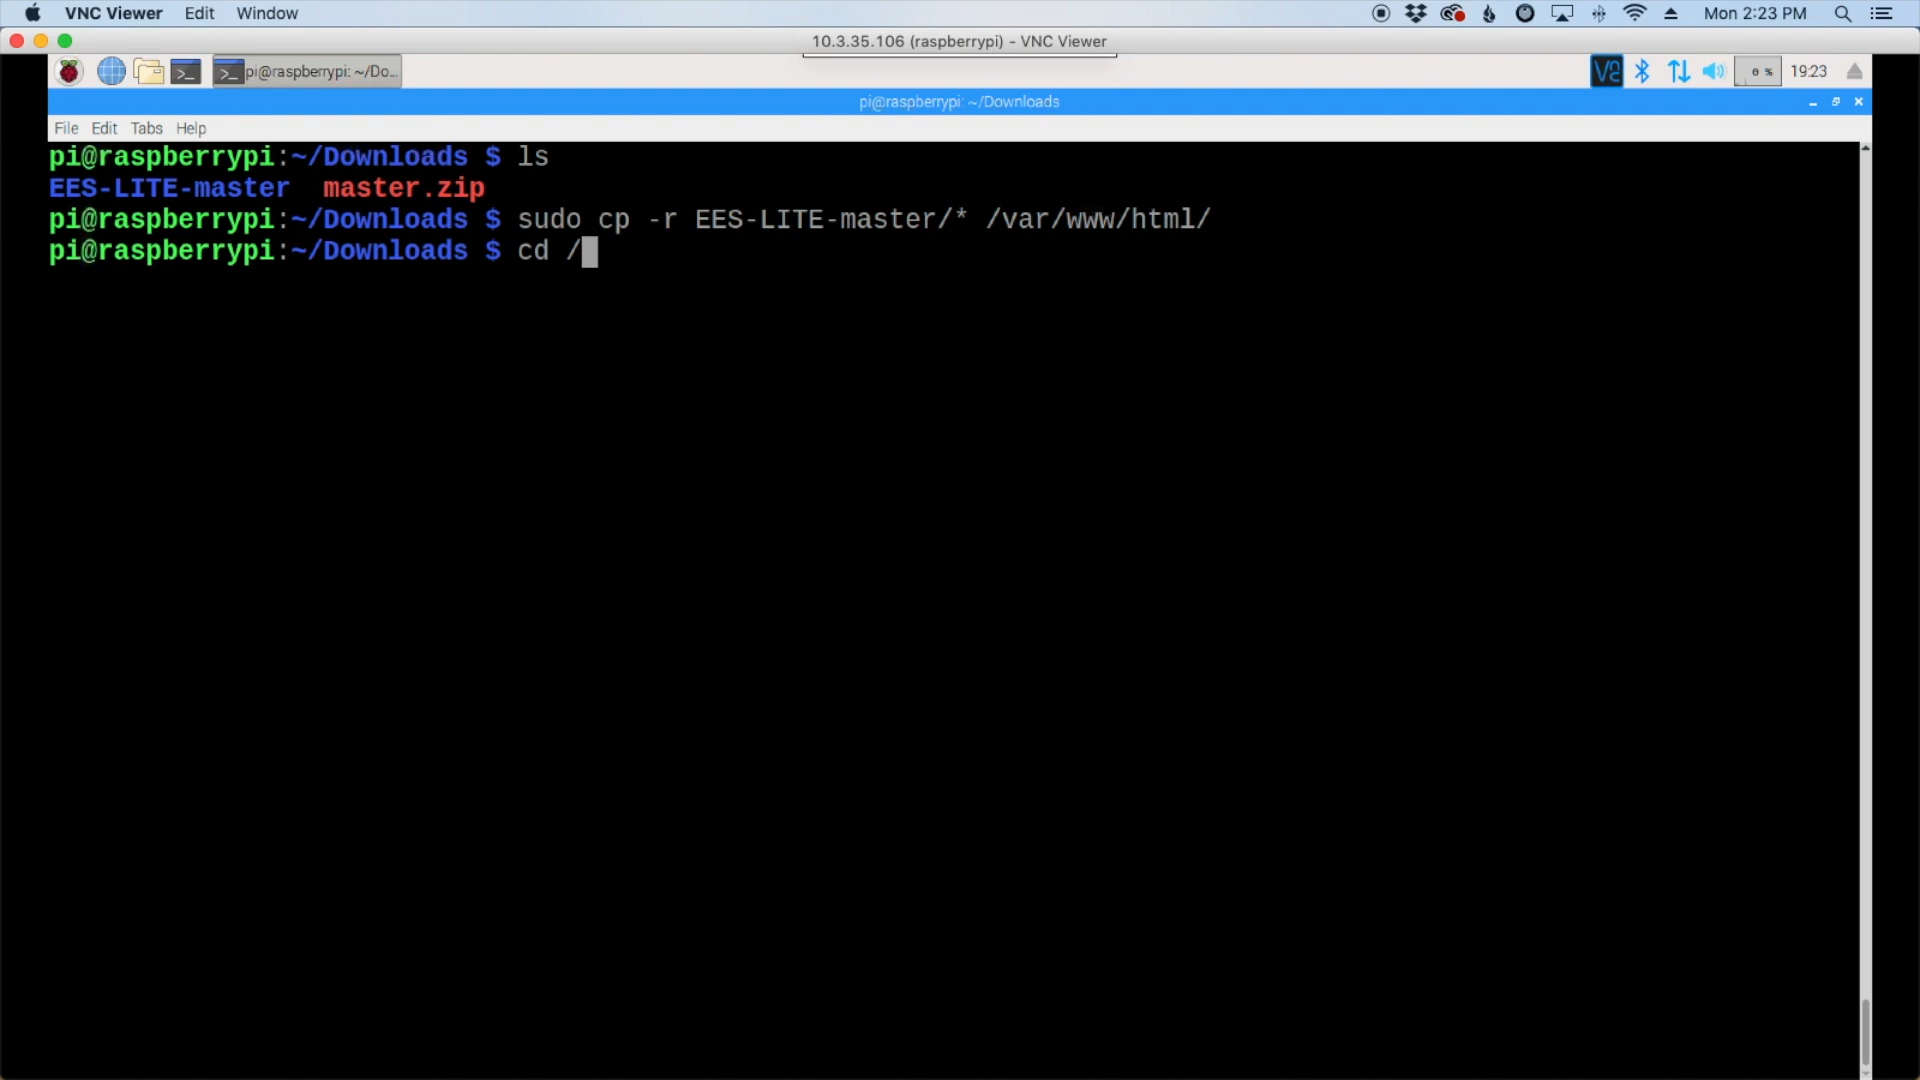 VNC Viewer Edit Window Mon 2:23 PM
10.3.35.106 (raspberrypi) - VNC Viewer
pi@raspberrypi: ~/Do... 0 % 19:23
pi@raspberrypi: ~/Downloads
File Edit Tabs Help
pi@raspberrypi:~/Downloads $ ls
EES-LITE-master master.zip
pi@raspberrypi:~/Downloads $ sudo cp -r EES-LITE-master/* /var/www/html/
pi@raspberrypi:~/Downloads $ cd /